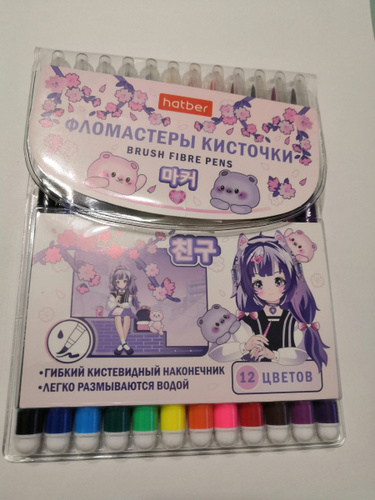 hatber
ФЛОМАСТЕРЫ КИСТОЧКИ
BRUSH FIBRE PENS
마커
친구
•ГИБКИЙ КИСТЕВИДНЫЙ НАКОНЕЧНИК
•ЛЕГКО РАЗМЫВАЮТСЯ ВОДОЙ
12 ЦВЕТОВ